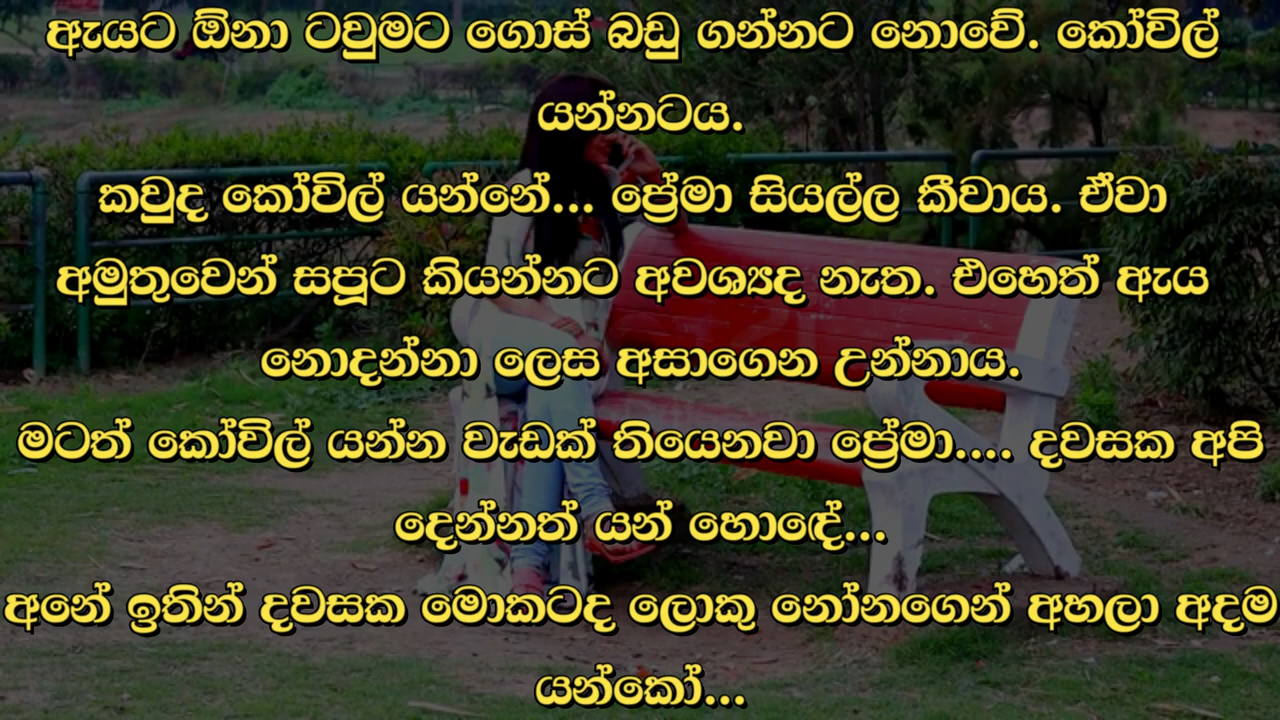 ඇයට ඕනා ටවුමට ගොස් බඩු ගන්නට නොවේ. කෝවිල්
යන්නටය.
කවුද කෝවිල් යන්නේ... ප්‍රේමා සියල්ල කීවාය. ඒවා
අමුතුවෙන් සපූට කියන්නට අවශ්‍යද නැත. එහෙත් ඇය
නොදන්නා ලෙස අසාගෙන උන්නාය.
මටත් කෝවිල් යන්න වැඩක් තියෙනවා ප්‍රේමා.... දවසක අපි
දෙන්නත් යන් හොඳේ...
අනේ ඉතින් දවසක මොකටද ලොකු නෝනගෙන් අහලා අදම
යන්කෝ...